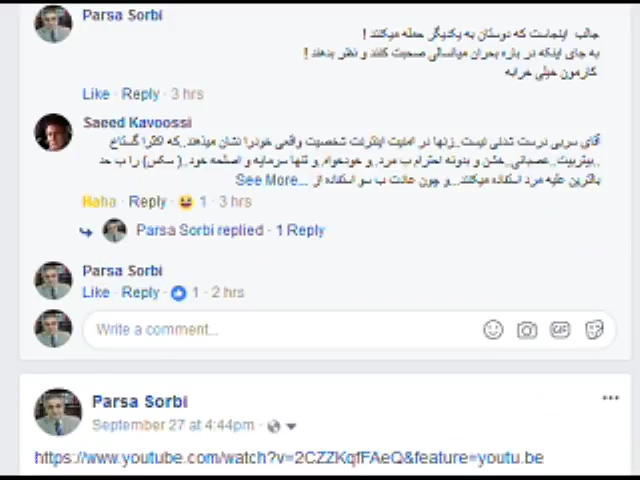 Parsa Sorbi
جالب اینجاست که دوستان به یکدیگر حمله میکنند !
به جای اینکه در باره بحران میانسالی صحبت کنند و نظر بدهند !
کارمون خیلی خرابه
Like · Reply · 3 hrs
Saeed Kavoossi
آقای سربی درست شدنی نیست..زنها در امنیت اینترنت شخصیت واقعی خودرا نشان میدهند..که اکثرا گستاخ
..بیتربیت..عصبانی..خشن و بدونه احترام ب مرد..و خودخواه..و تنها سرمایه و اسلحه خود..( سکس) را ب حد
بالاترین علیه مرد استفاده میکنند...و چون عادت ب سو استفاده از ...See More
Haha · Reply · 1 · 3 hrs
Parsa Sorbi replied · 1 Reply
Parsa Sorbi
Like · Reply · 1 · 2 hrs
Write a comment...
GIF
Parsa Sorbi
September 27 at 4:44pm ·
https://www.youtube.com/watch?v=2CZZKqfFAeQ&feature=youtu.be